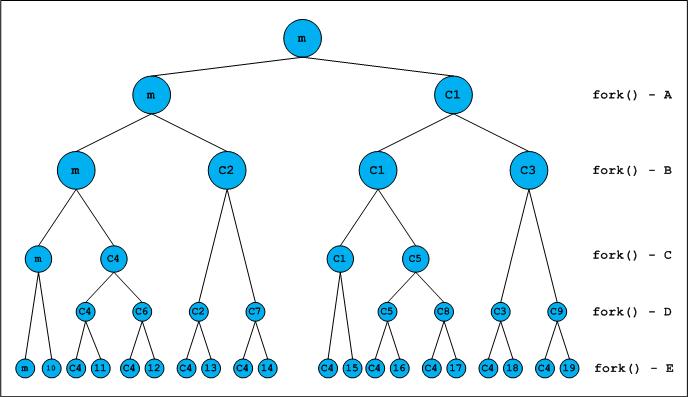 m
m C1 fork() - A
m C2 C1 C3 fork() - B
m C4 C1 C5 fork() - C
C4 C6 C2 C7 C5 C8 C3 C9 fork() - D
m 10 C4 11 C4 12 C4 13 C4 14 C4 15 C4 16 C4 17 C4 18 C4 19 fork() - E